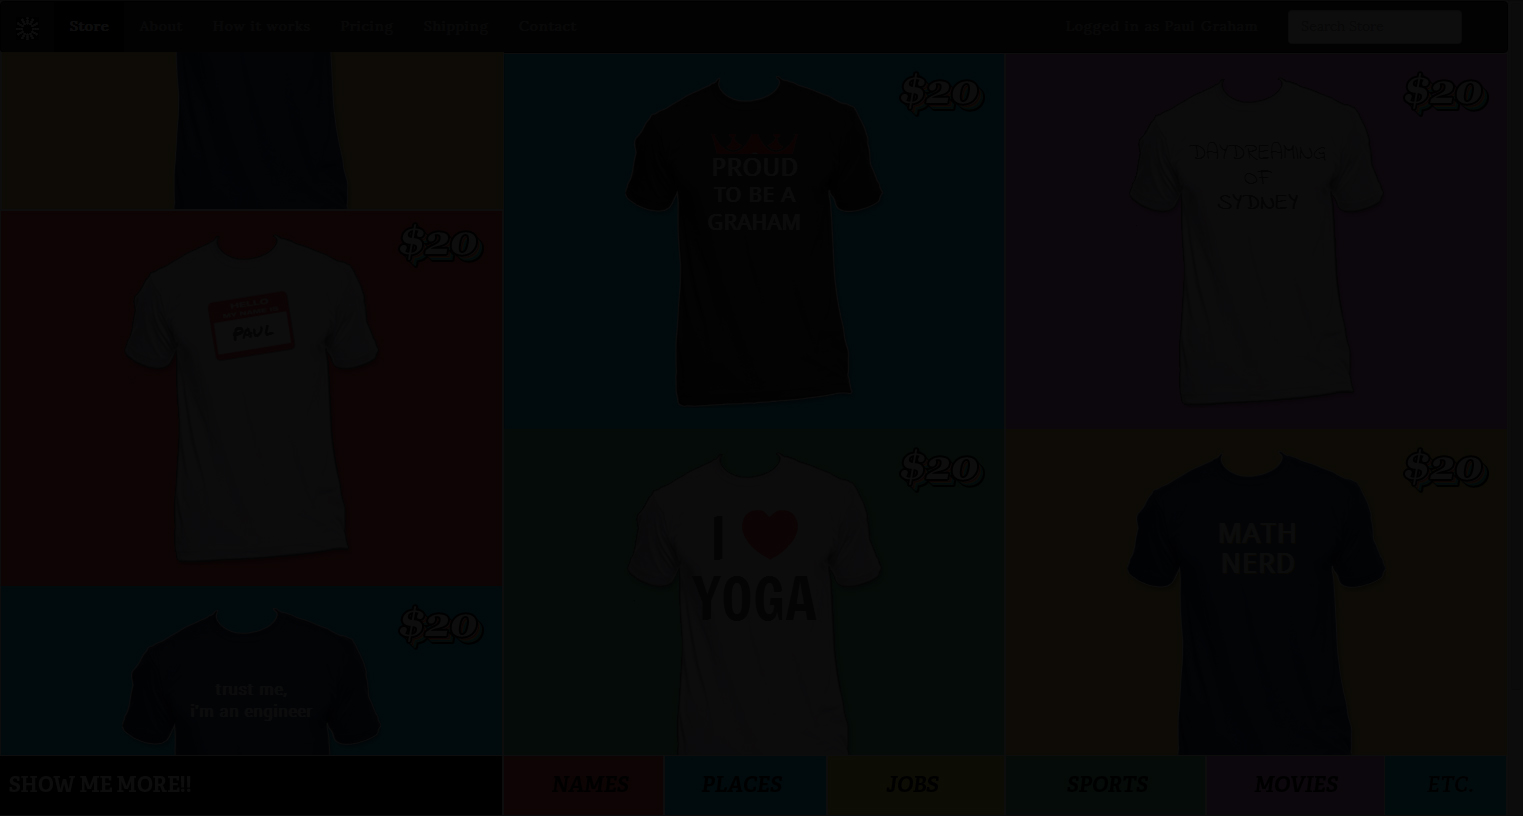 Store About How it works Pricing Shipping Contact Logged in as Paul Graham Search Store
$20
PROUD
TO BE A
GRAHAM
$20
DAYDREAMING
OF
SYDNEY
$20
HELLO
MY NAME IS
PAUL
$20
I
YOGA
$20
MATH
NERD
$20
trust me,
i'm an engineer
SHOW ME MORE!! NAMES PLACES JOBS SPORTS MOVIES ETC.